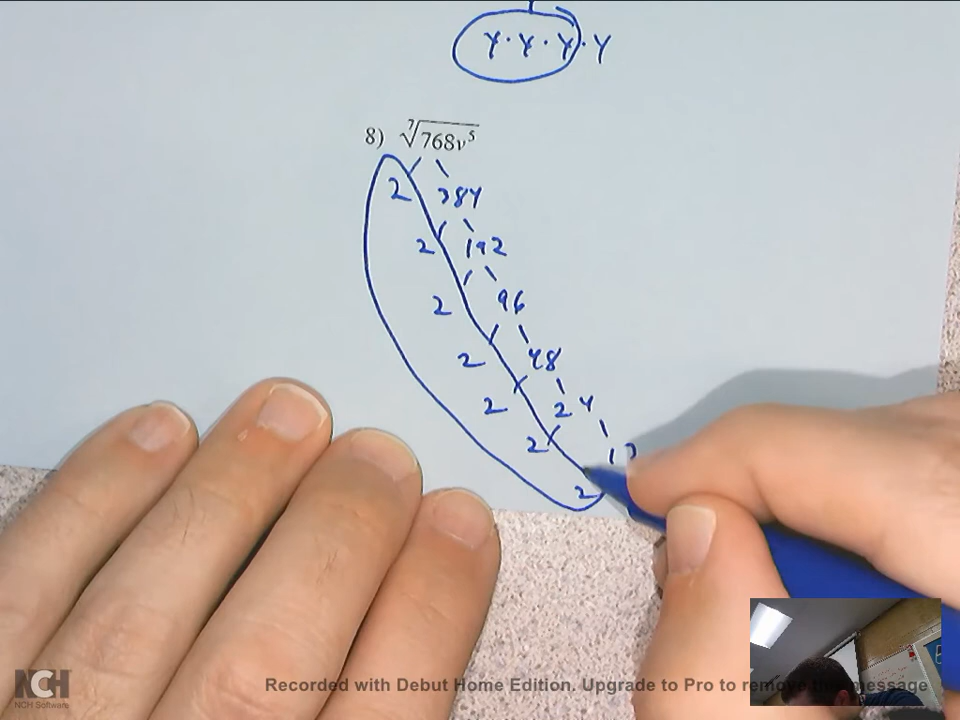 Y · Y · Y · Y
8) ⁷√768v⁵
2 384
2 192
2 96
2 48
2 24
2
2
NCH
NCH Software
Recorded with Debut Home Edition. Upgrade to Pro to remove this message